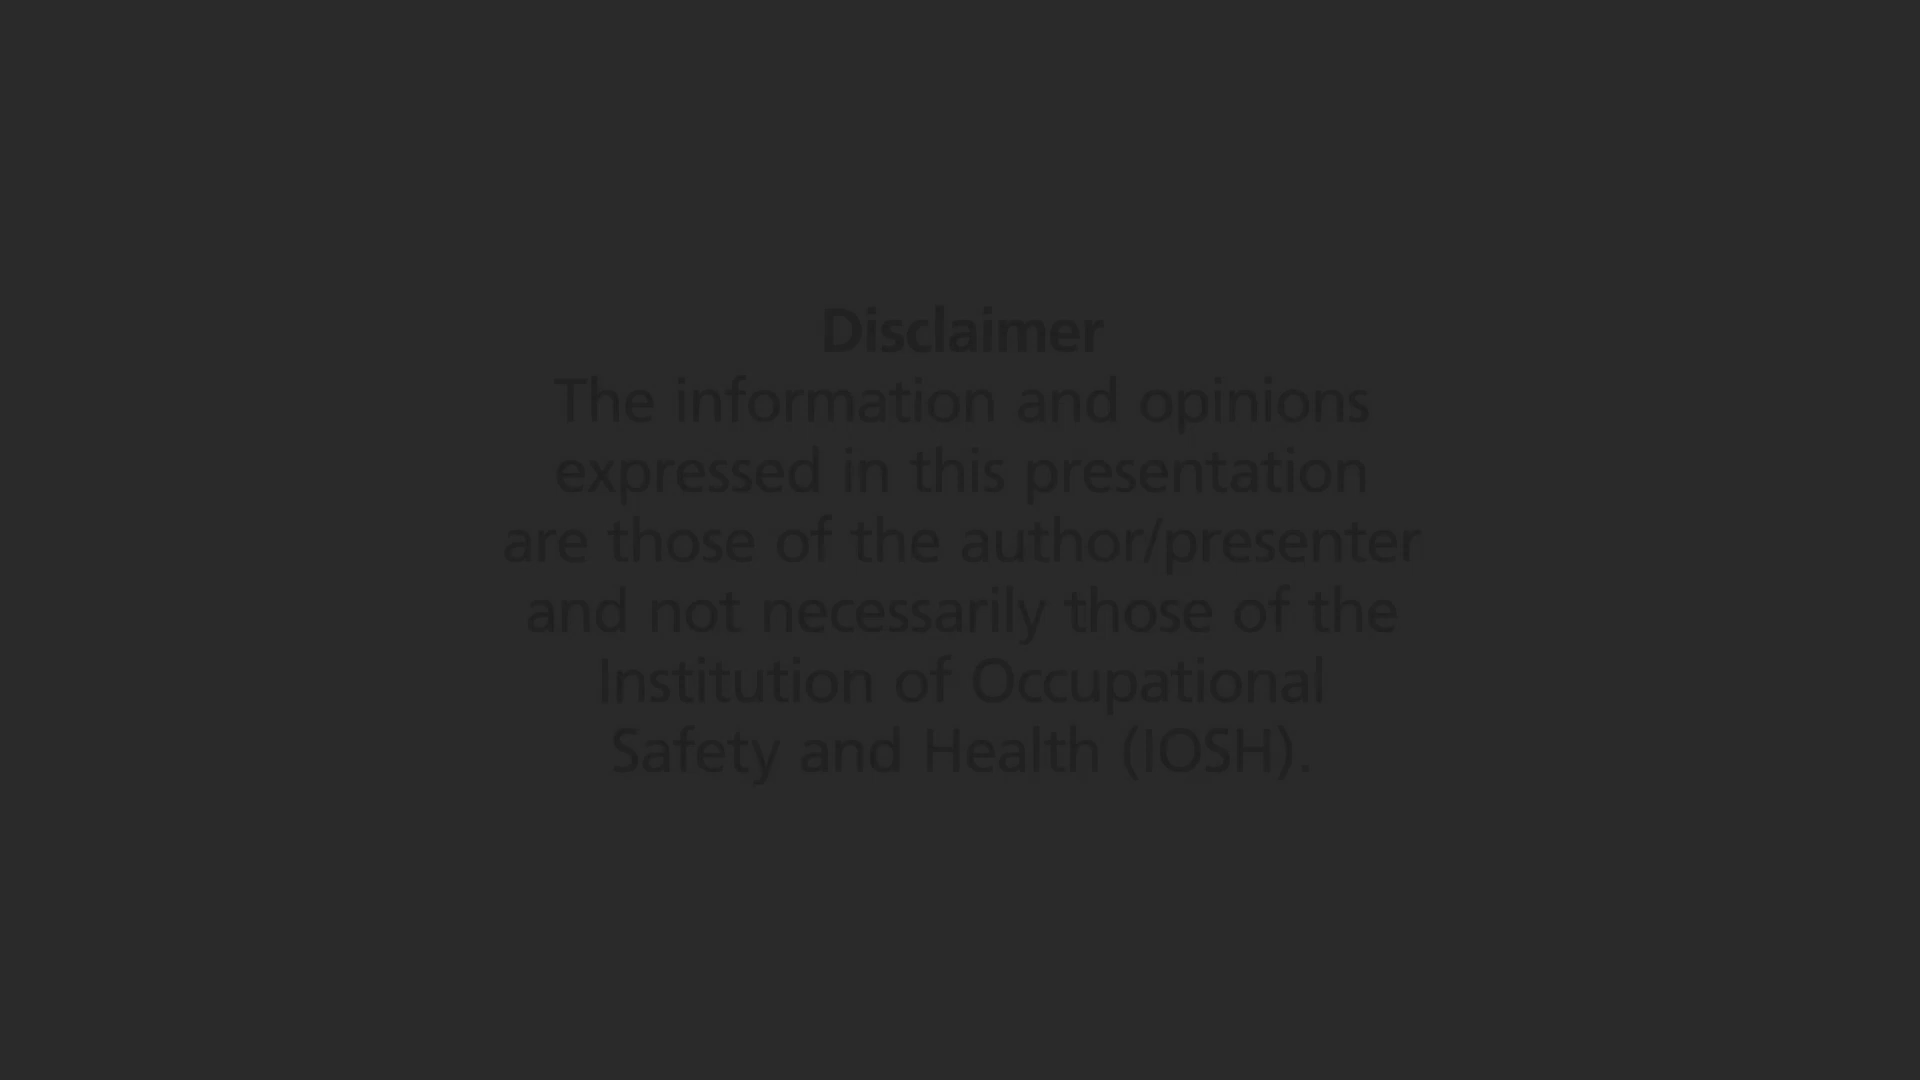 Disclaimer
The information and opinions
expressed in this presentation
are those of the author/presenter
and not necessarily those of the
Institution of Occupational
Safety and Health (IOSH).